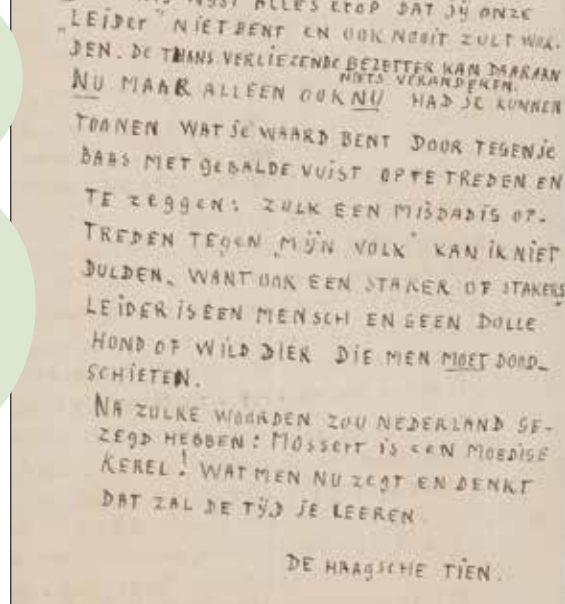 ALLES EROP DAT JIJ ONZE
„LEIDER" NIET BENT EN OOK NOOIT ZULT WOR-
DEN. DE THANS VERLIEZENDE BEZETTER KAN DAARAAN
NIETS VERANDEREN.
NU MAAR ALLEEN OOK NU HAD JE KUNNEN
TOONEN WAT JE WAARD BENT DOOR TEGEN JE
BAAS MET GEBALDE VUIST OP TE TREDEN EN
TE ZEGGEN: ZULK EEN MISDADIG OP-
TREDEN TEGEN „MIJN VOLK" KAN IK NIET
DULDEN. WANT OOK EEN STAKER OF STAKERS
LEIDER IS EEN MENSCH EN GEEN DOLLE
HOND OF WILD DIER DIE MEN MOET DOOD-
SCHIETEN.
NA ZULKE WOORDEN ZOU NEDERLAND GE-
ZEGD HEBBEN: MOSSERT IS EEN MOEDIGE
KEREL! WAT MEN NU ZEGT EN DENKT
DAT ZAL DE TIJD JE LEEREN.
DE HAAGSCHE TIEN.